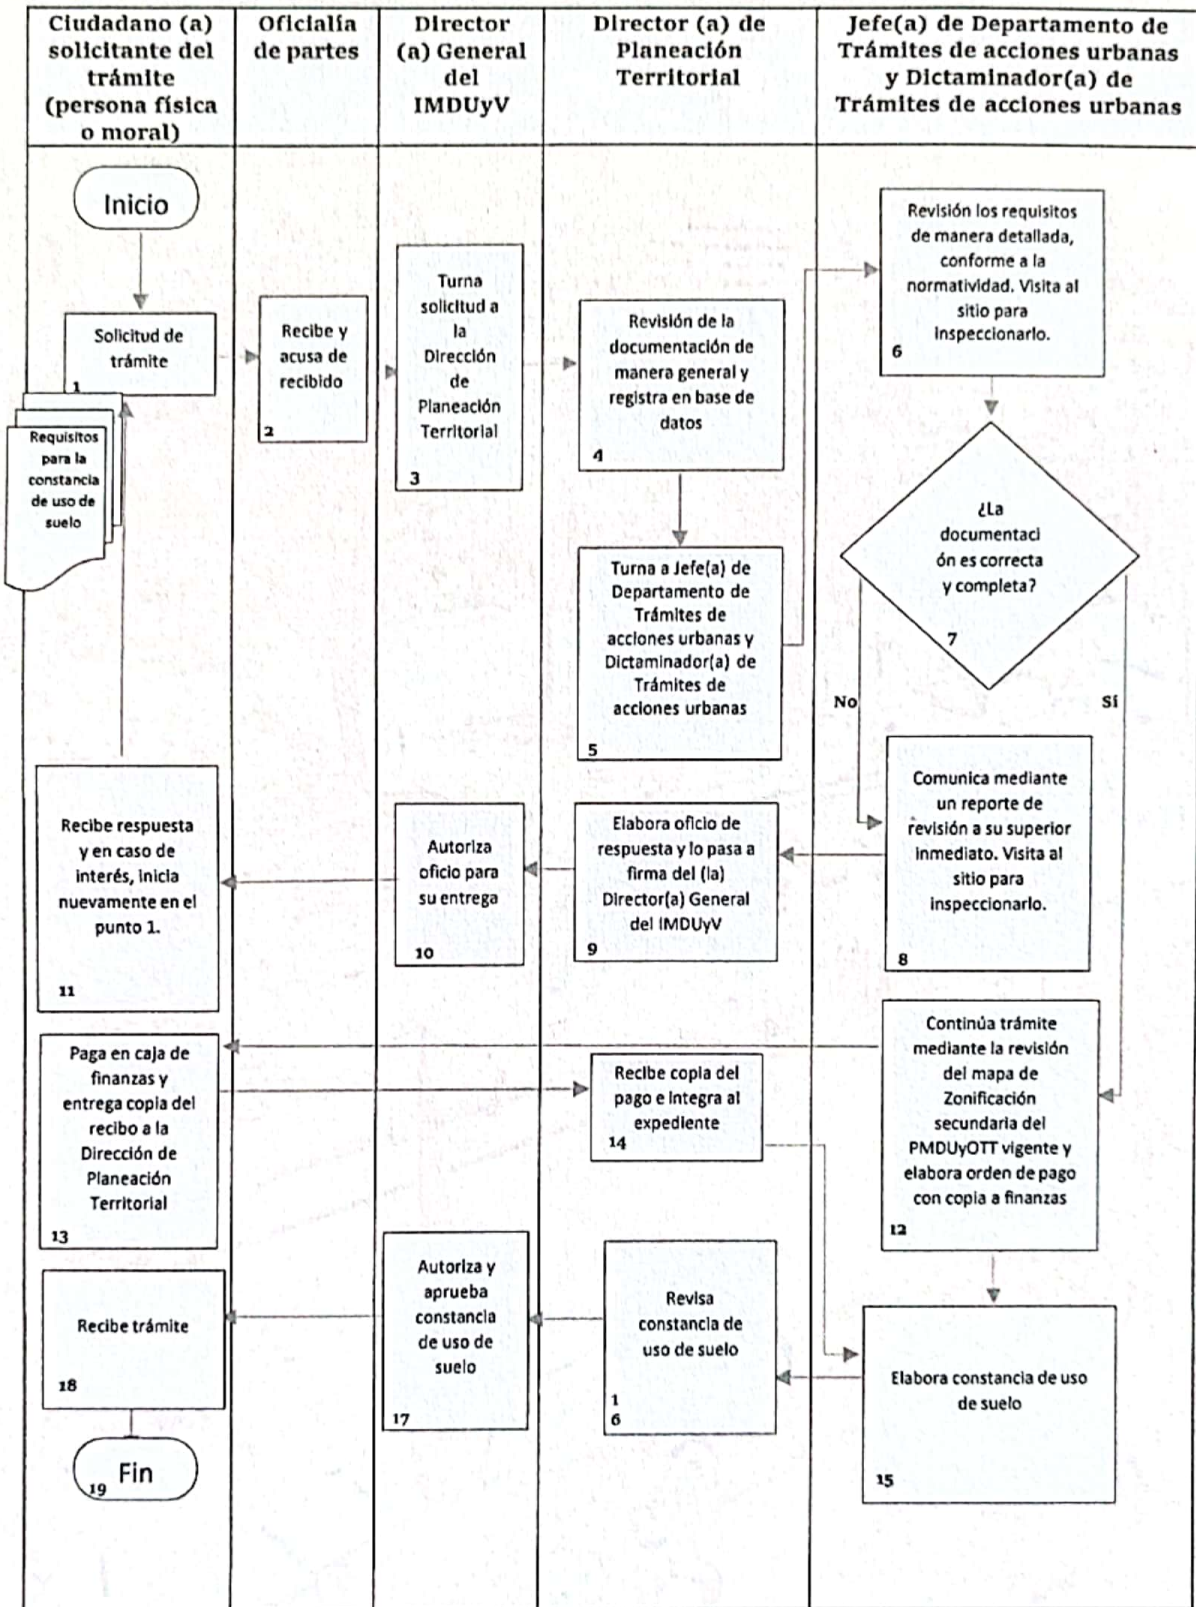 Ciudadano (a)
solicitante del
trámite
(persona física
o moral)
Oficialía
de partes
Director
(a) General
del
IMDUyV
Director (a) de
Planeación
Territorial
Jefe(a) de Departamento de
Trámites de acciones urbanas
y Dictaminador(a) de
Trámites de acciones urbanas
Inicio
Solicitud de
trámite
1
Requisitos
para la
constancia
de uso de
suelo
Recibe y
acusa de
recibido
2
Turna
solicitud a
la
Dirección
de
Planeación
Territorial
3
Revisión de la
documentación de
manera general y
registra en base de
datos
4
Turna a Jefe(a) de
Departamento de
Trámites de
acciones urbanas y
Dictaminador(a) de
Trámites de
acciones urbanas
5
Revisión los requisitos
de manera detallada,
conforme a la
normatividad. Visita al
sitio para
inspeccionarlo.
6
¿La
documentaci
ón es correcta
y completa?
7
No
Sí
Comunica mediante
un reporte de
revisión a su superior
inmediato. Visita al
sitio para
inspeccionarlo.
8
Elabora oficio de
respuesta y lo pasa a
firma del (la)
Director(a) General
del IMDUyV
9
Autoriza
oficio para
su entrega
10
Recibe respuesta
y en caso de
interés, inicia
nuevamente en el
punto 1.
11
Continúa trámite
mediante la revisión
del mapa de
Zonificación
secundaria del
PMDUyOTT vigente y
elabora orden de pago
con copia a finanzas
12
Paga en caja de
finanzas y
entrega copia del
recibo a la
Dirección de
Planeación
Territorial
13
Recibe copia del
pago e integra al
expediente
14
Elabora constancia de uso
de suelo
15
Revisa
constancia de
uso de suelo
1
6
Autoriza y
aprueba
constancia
de uso de
suelo
17
Recibe trámite
18
Fin
19